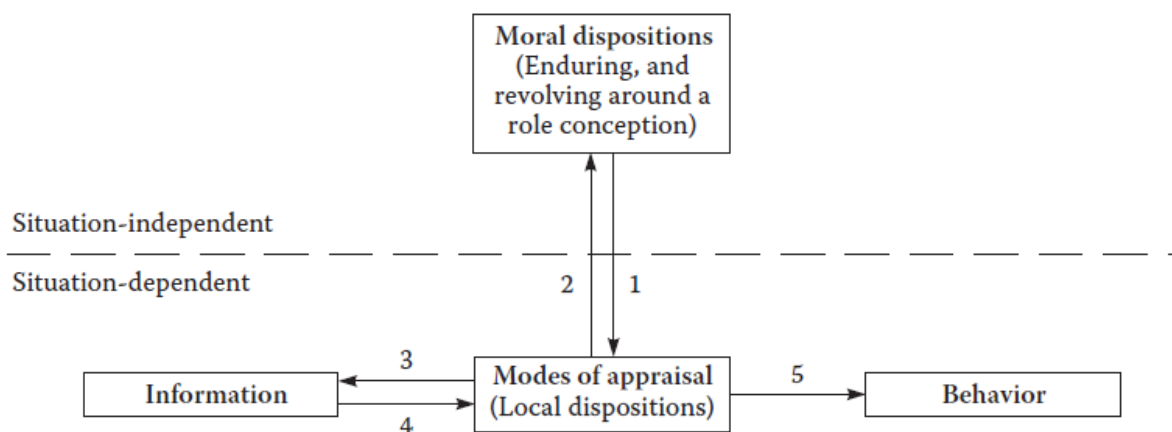 Moral dispositions
(Enduring, and
revolving around a
role conception)
Situation-independent
Situation-dependent
2
1
3
Modes of appraisal
5
Information
(Local dispositions)
Behavior
4